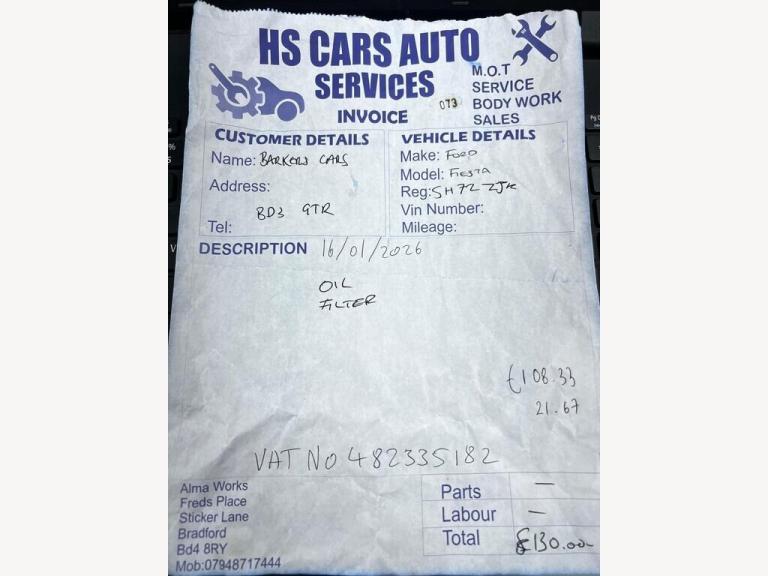 HS CARS AUTO
SERVICES
INVOICE
073
M.O.T
SERVICE
BODY WORK
SALES
CUSTOMER DETAILS
Name: BARKERS CARS
Address:
BD3 9TR
Tel:
VEHICLE DETAILS
Make: FORD
Model: FIESTA
Reg: SH72 ZJK
Vin Number:
Mileage:
DESCRIPTION 16/01/2026
OIL
FILTER
£108.33
21.67
VAT NO 482335182
Alma Works
Freds Place
Sticker Lane
Bradford
Bd4 8RY
Mob:07948717444
Parts —
Labour —
Total £130.00